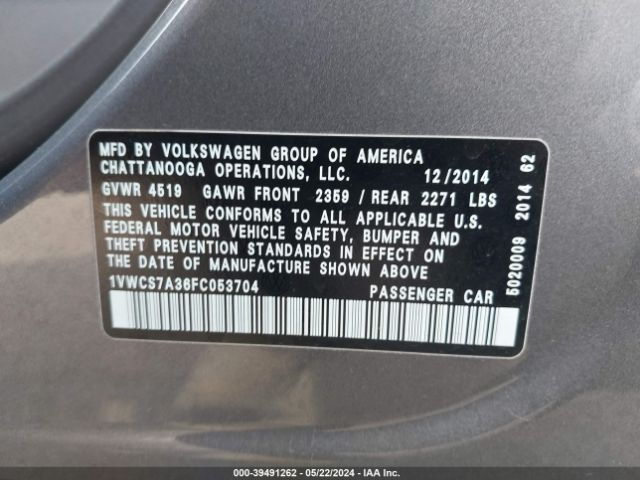 MFD BY VOLKSWAGEN GROUP OF AMERICA
CHATTANOOGA OPERATIONS, LLC. 12/2014
GVWR 4519 GAWR FRONT 2359 / REAR 2271 LBS
THIS VEHICLE CONFORMS TO ALL APPLICABLE U.S.
FEDERAL MOTOR VEHICLE SAFETY, BUMPER AND
THEFT PREVENTION STANDARDS IN EFFECT ON
THE DATE OF MANUFACTURE SHOWN ABOVE
1VWCS7A36FC053704 PASSENGER CAR
5020009 2014 62
000-39491262 - 05/22/2024 - IAA Inc.